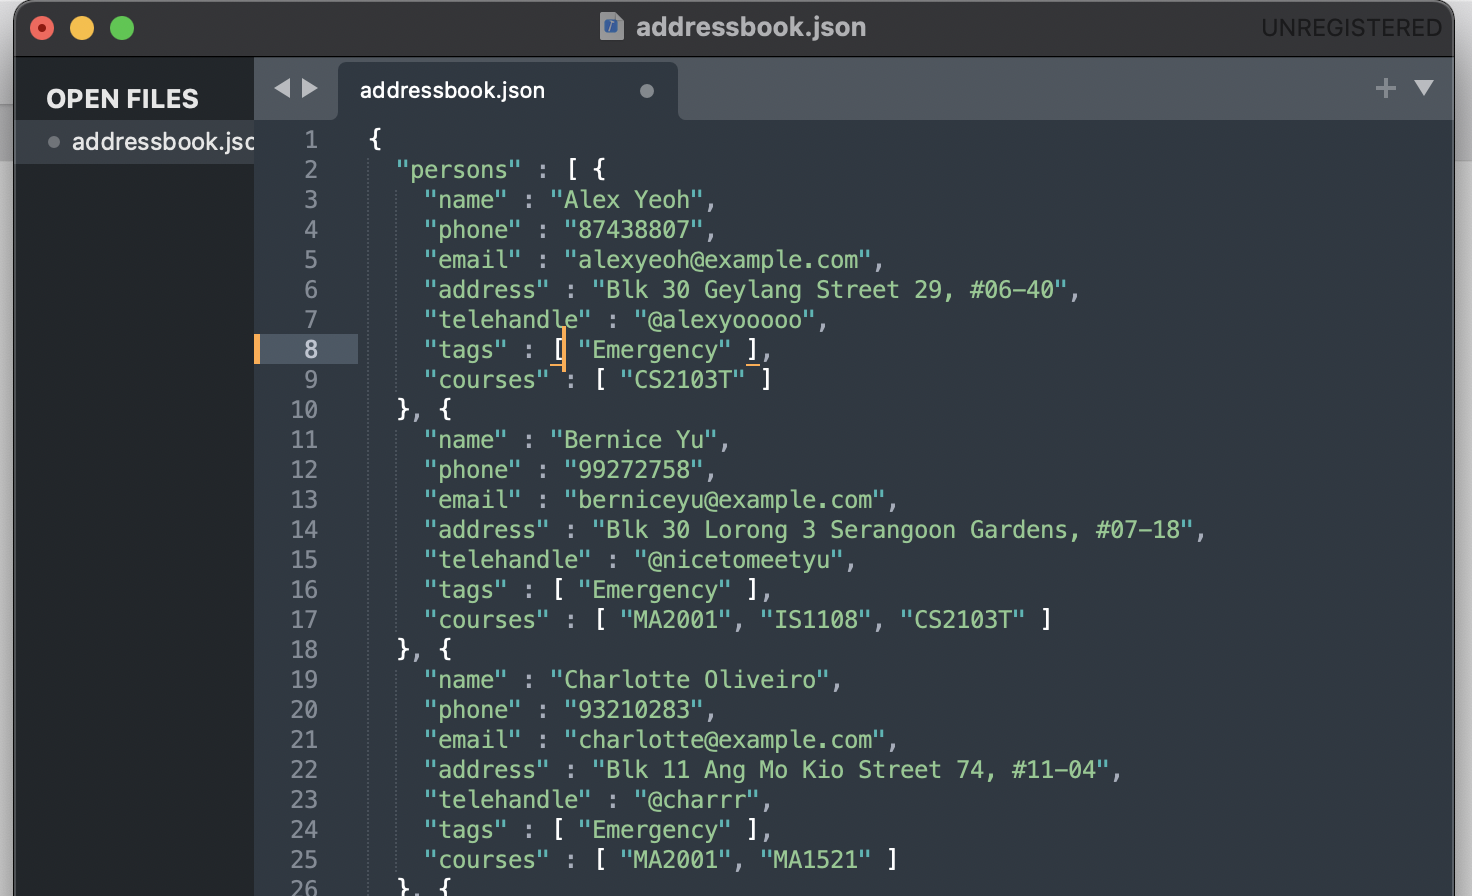 addressbook.json
UNREGISTERED
OPEN FILES
addressbook.jsc
addressbook.json
1 {
2 "persons" : [ {
3 "name" : "Alex Yeoh",
4 "phone" : "87438807",
5 "email" : "alexyeoh@example.com",
6 "address" : "Blk 30 Geylang Street 29, #06-40",
7 "telehandle" : "@alexyooooo",
8 "tags" : [ "Emergency" ],
9 "courses" : [ "CS2103T" ]
10 }, {
11 "name" : "Bernice Yu",
12 "phone" : "99272758",
13 "email" : "berniceyu@example.com",
14 "address" : "Blk 30 Lorong 3 Serangoon Gardens, #07-18",
15 "telehandle" : "@nicetomeetyu",
16 "tags" : [ "Emergency" ],
17 "courses" : [ "MA2001", "IS1108", "CS2103T" ]
18 }, {
19 "name" : "Charlotte Oliveiro",
20 "phone" : "93210283",
21 "email" : "charlotte@example.com",
22 "address" : "Blk 11 Ang Mo Kio Street 74, #11-04",
23 "telehandle" : "@charrr",
24 "tags" : [ "Emergency" ],
25 "courses" : [ "MA2001", "MA1521" ]
26 }, {